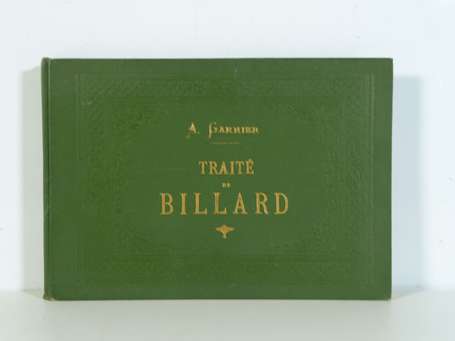 A. GARNIER
TRAITÉ
DE
BILLARD